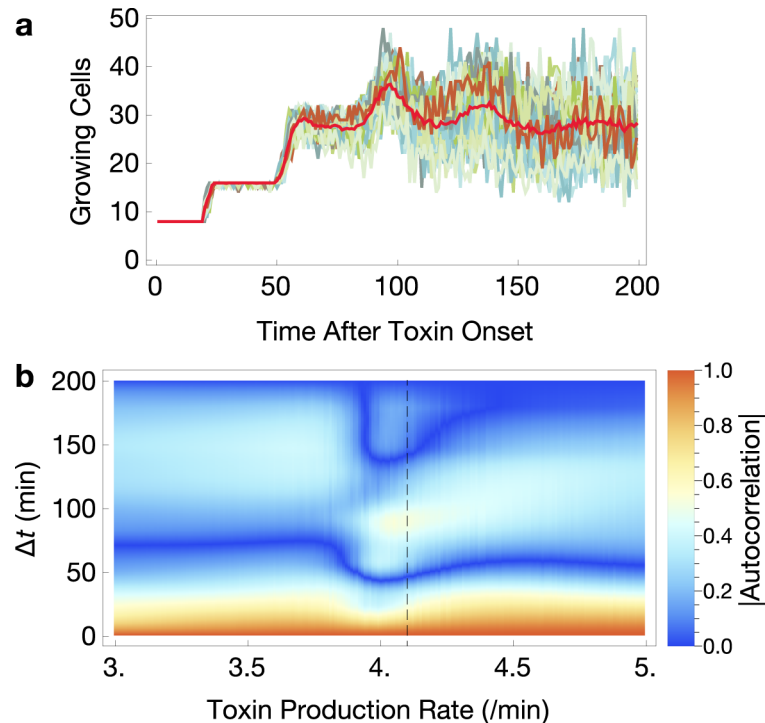 a
Growing Cells
50
40
30
20
10
0
0 50 100 150 200
Time After Toxin Onset
b
Δt (min)
200
150
100
50
0
3. 3.5 4. 4.5 5.
Toxin Production Rate (/min)
1.0
0.8
0.6
0.4
0.2
0.0
|Autocorrelation|